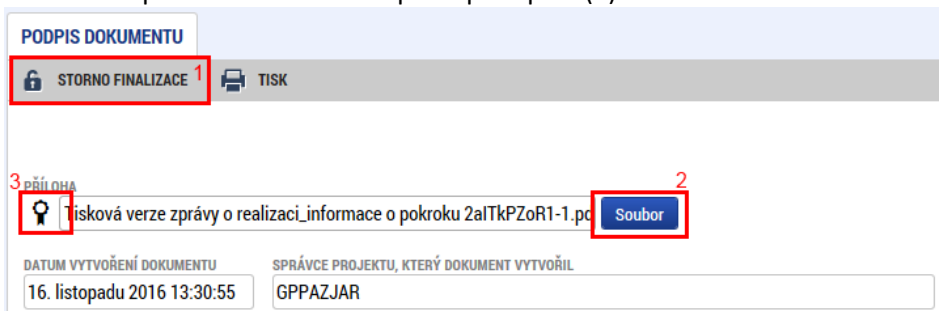 PODPIS DOKUMENTU
STORNO FINALIZACE 1 TISK
3 PŘÍLOHA 2
Tisková verze zprávy o realizaci_informace o pokroku 2aITkPZoR1-1.pd Soubor
DATUM VYTVOŘENÍ DOKUMENTU SPRÁVCE PROJEKTU, KTERÝ DOKUMENT VYTVOŘIL
16. listopadu 2016 13:30:55 GPPAZJAR